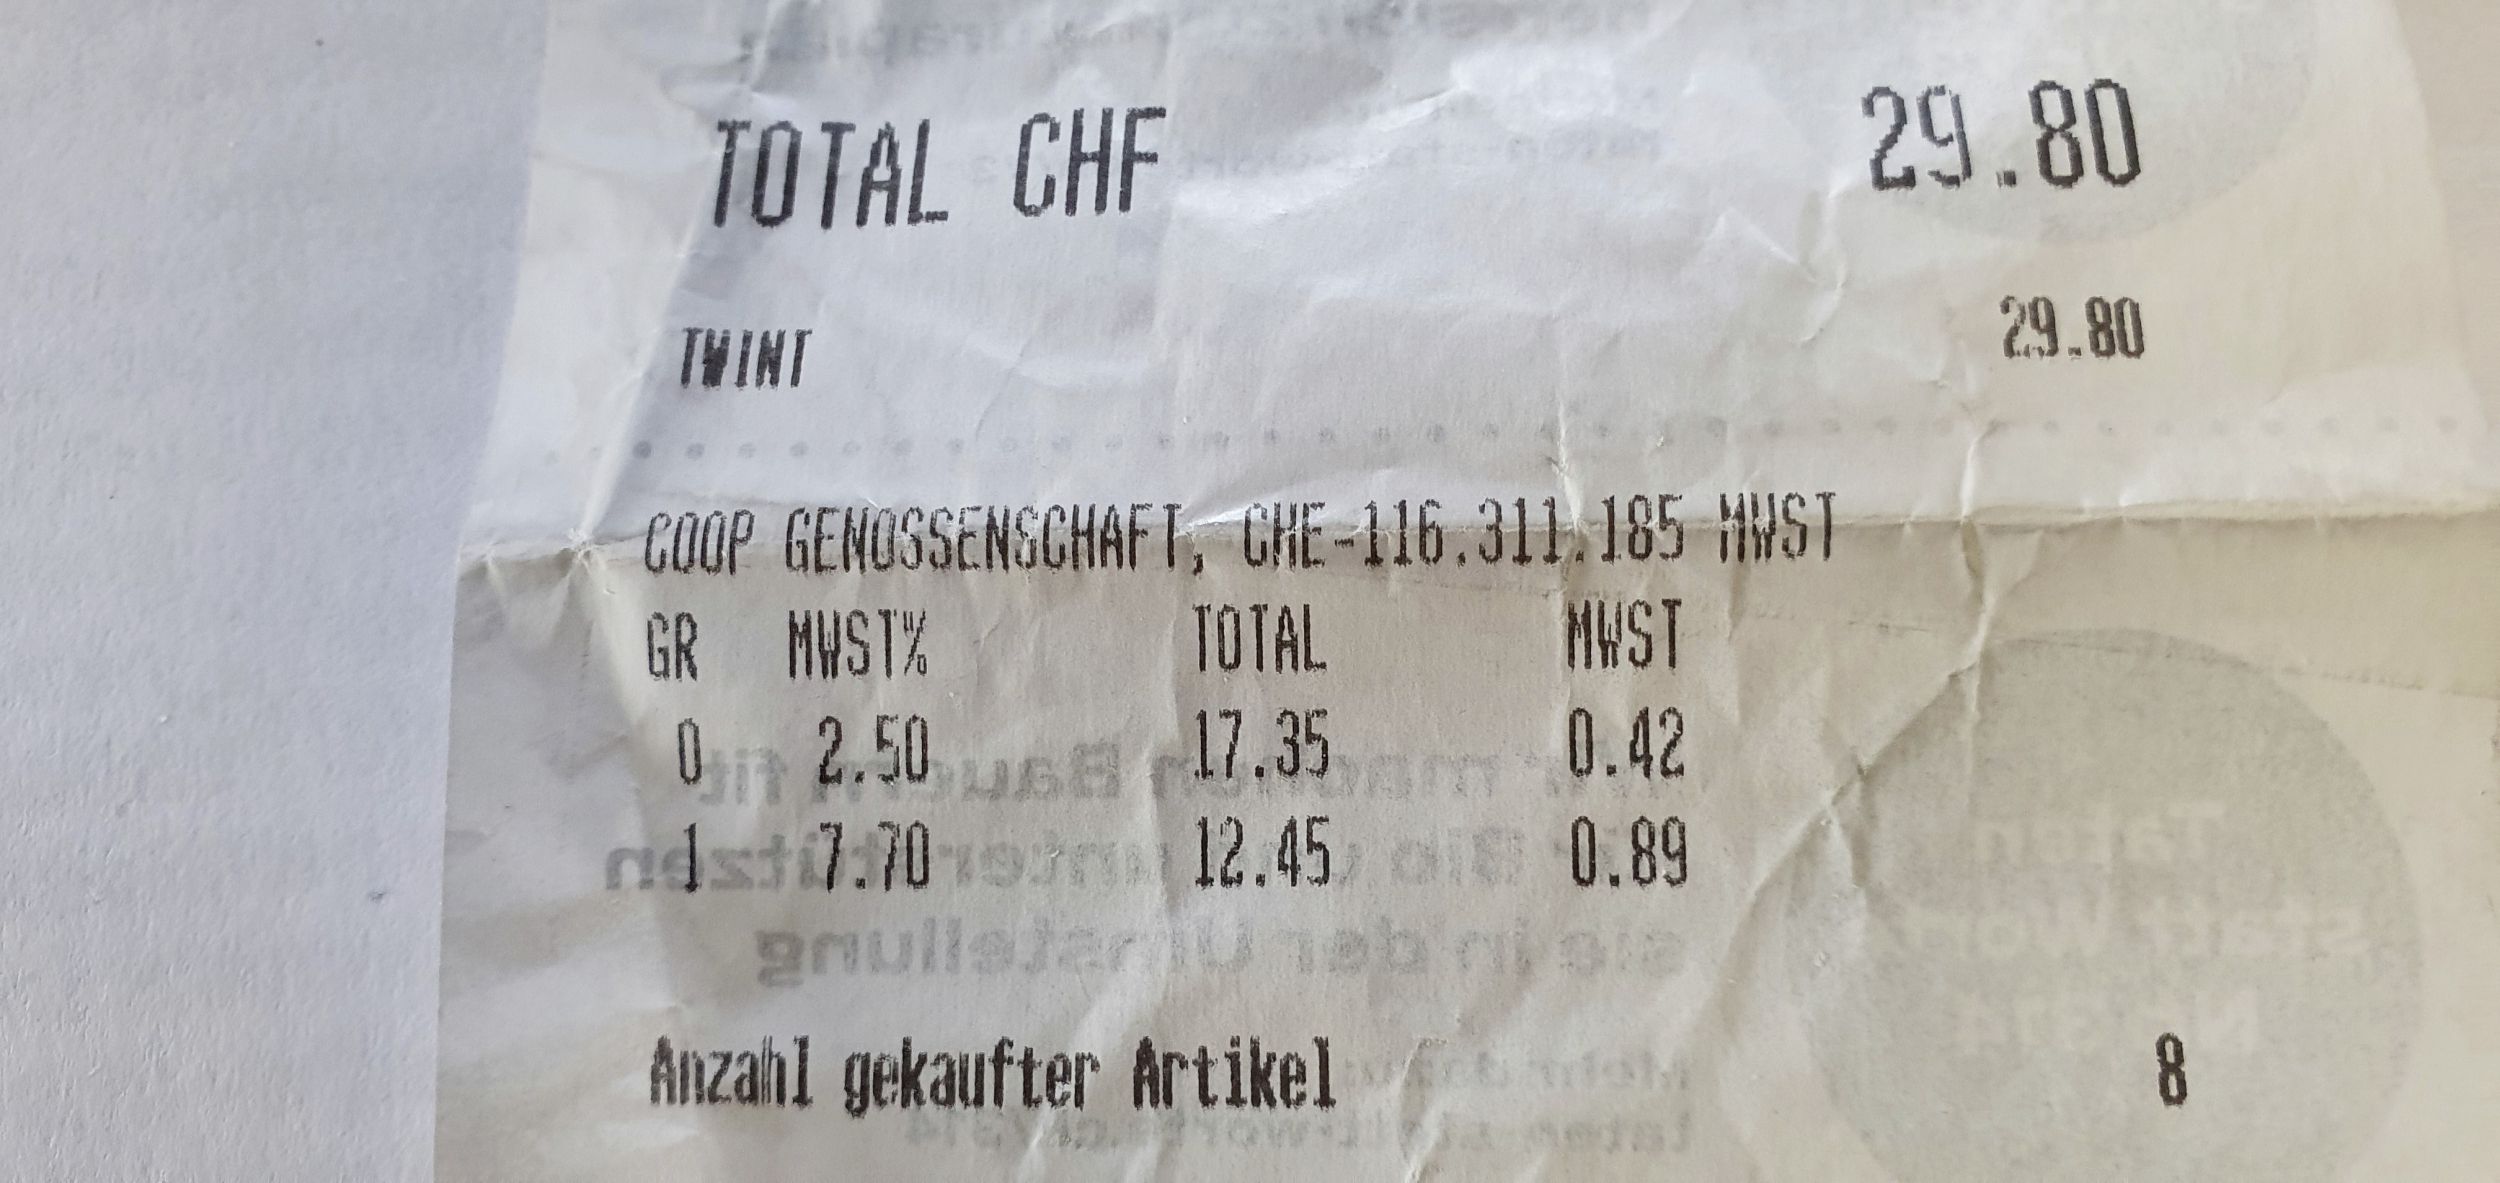 TOTAL CHF 29.80
TWINT 29.80
COOP GENOSSENSCHAFT, CHE-116.311.185 MWST
GR MWST% TOTAL MWST
0 2.50 17.35 0.42
1 7.70 12.45 0.89
Anzahl gekaufter Artikel 8